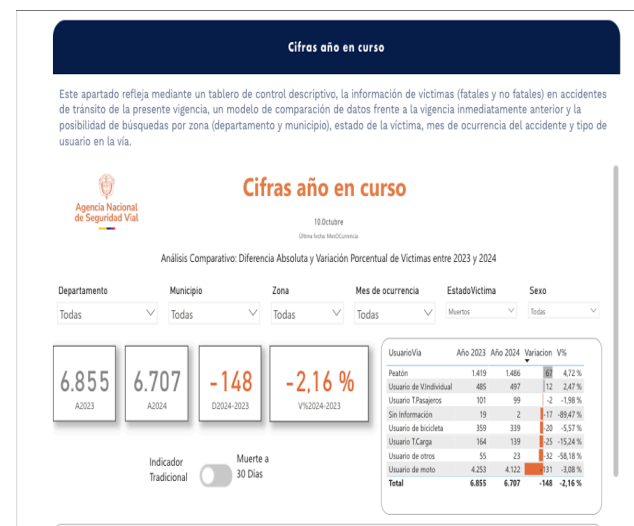 Cifras año en curso
Este apartado refleja mediante un tablero de control descriptivo, la información de víctimas (fatales y no fatales) en accidentes
de tránsito de la presente vigencia, un modelo de comparación de datos frente a la vigencia inmediatamente anterior y la
posibilidad de búsquedas por zona (departamento y municipio), estado de la víctima, mes de ocurrencia del accidente y tipo de
usuario en la vía.
Agencia Nacional
de Seguridad Vial
Cifras año en curso
10.Octubre
Última fecha: MesOCurrencia
Análisis Comparativo: Diferencia Absoluta y Variación Porcentual de Victimas entre 2023 y 2024
Departamento Municipio Zona Mes de ocurrencia EstadoVictima Sexo
Todas Todas Todas Todas Muertos Todas
6.855
A2023
6.707
A2024
-148
D2024-2023
-2,16 %
V%2024-2023
UsuarioVia Año 2023 Año 2024 Variacion V%
Peatón 1.419 1.486 67 4,72 %
Usuario de V.Individual 485 497 12 2,47 %
Usuario T.Pasajeros 101 99 -2 -1,98 %
Sin Información 19 2 -17 -89,47 %
Usuario de bicicleta 359 339 -20 -5,57 %
Usuario T.Carga 164 139 -25 -15,24 %
Usuario de otros 55 23 -32 -58,18 %
Usuario de moto 4.253 4.122 -131 -3,08 %
Total 6.855 6.707 -148 -2,16 %
Indicador
Tradicional
Muerte a
30 Días